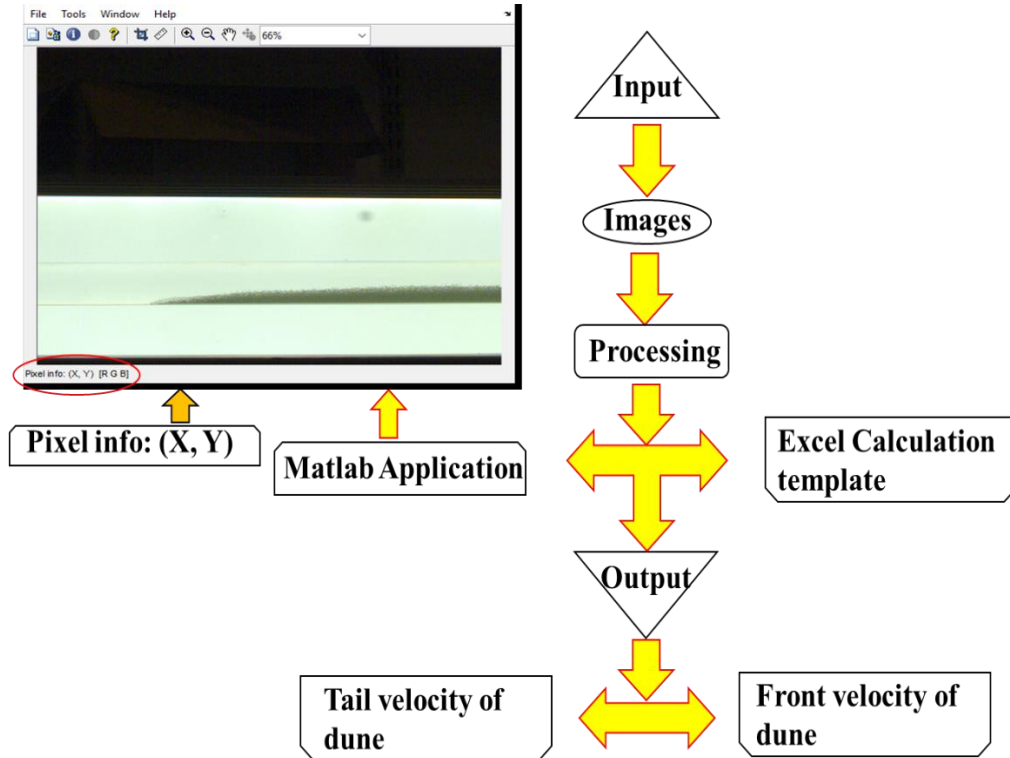 File Tools Window Help
66%
Pixel info: (X, Y) [R G B]
Pixel info: (X, Y)
Matlab Application
Input
Images
Processing
Excel Calculation
template
Output
Tail velocity of
dune
Front velocity of
dune